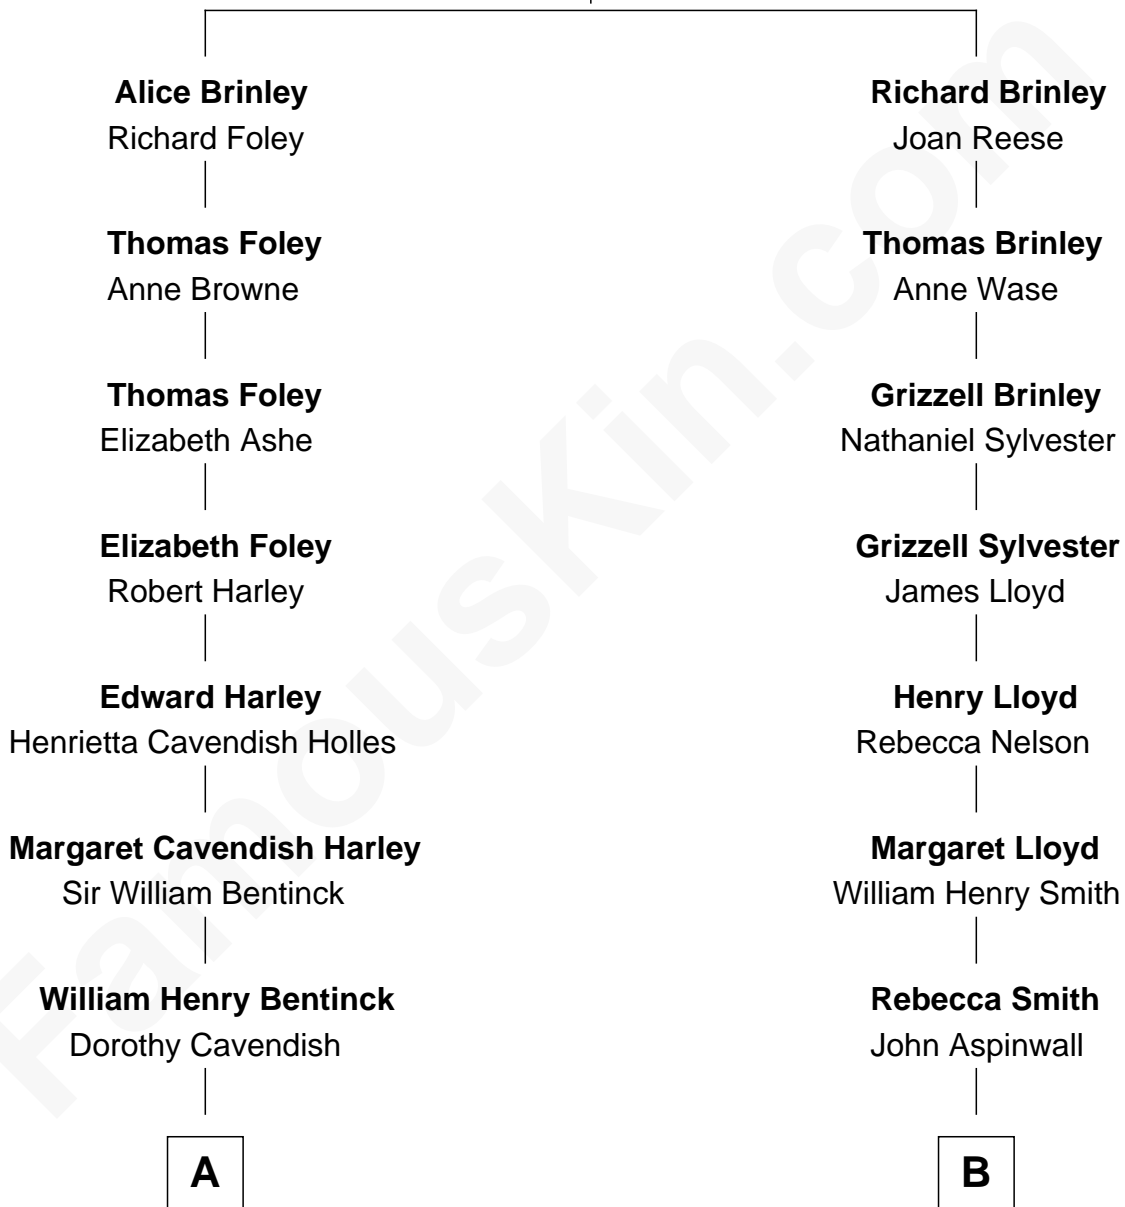 Alice Brinley
Richard Foley
Richard Brinley
Joan Reese
Thomas Foley
Anne Browne
Thomas Brinley
Anne Wase
Thomas Foley
Elizabeth Ashe
Grizzell Brinley
Nathaniel Sylvester
Elizabeth Foley
Robert Harley
Grizzell Sylvester
James Lloyd
Edward Harley
Henrietta Cavendish Holles
Henry Lloyd
Rebecca Nelson
Margaret Cavendish Harley
Sir William Bentinck
Margaret Lloyd
William Henry Smith
William Henry Bentinck
Dorothy Cavendish
Rebecca Smith
John Aspinwall
A
B
FamousKin.com